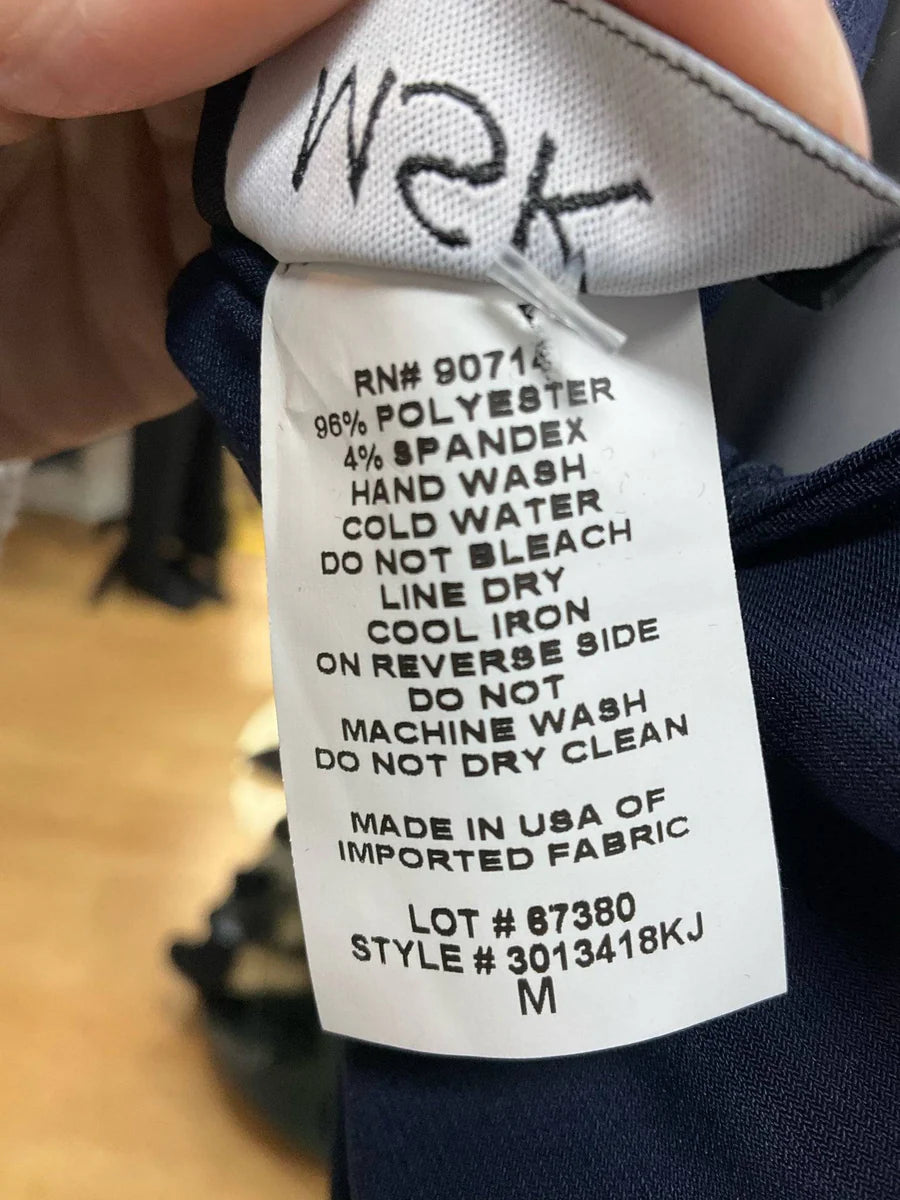 RN#
96% POLYESTER
4% SPANDEX
HAND WASH
COLD WATER
DO NOT BLEACH
LINE DRY
COOL IRON
ON REVERSE SIDE
DO NOT
MACHINE WASH
DO NOT DRY CLEAN
MADE IN USA OF
IMPORTED FABRIC
LOT # 67380
STYLE # 3013418KJ
M